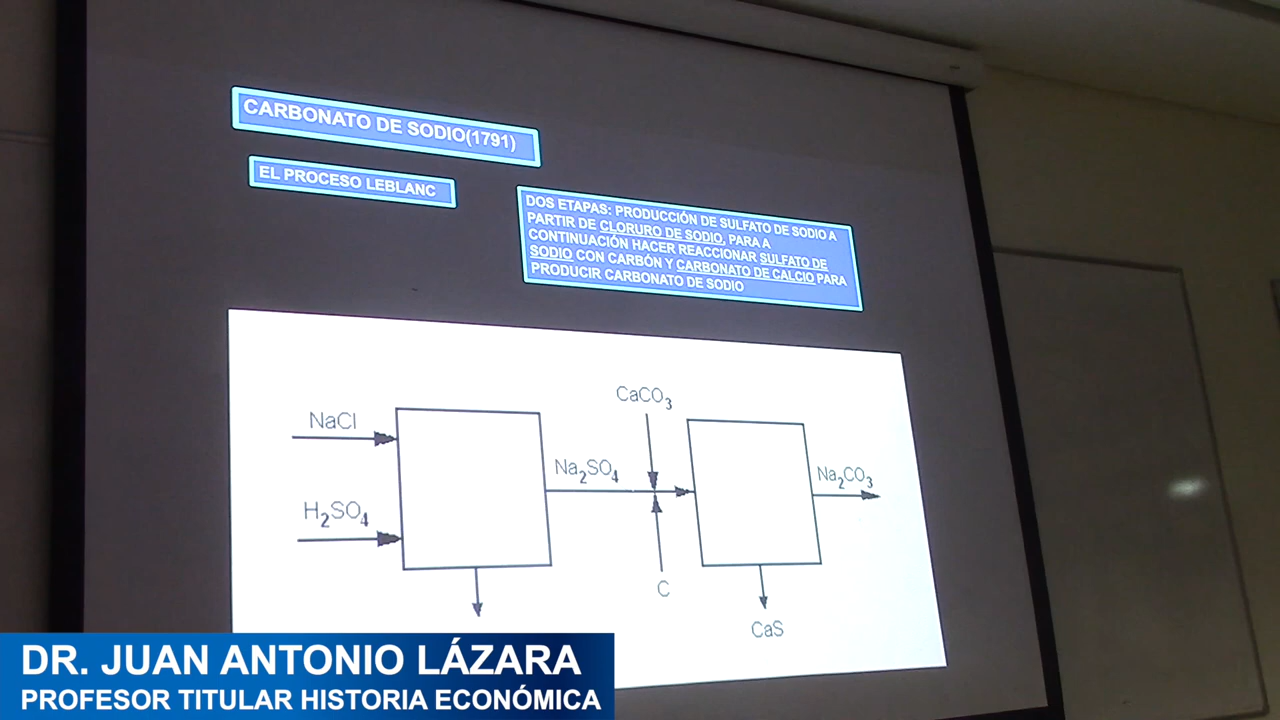 CARBONATO DE SODIO(1791)
EL PROCESO LEBLANC
DOS ETAPAS: PRODUCCIÓN DE SULFATO DE SODIO A
PARTIR DE CLORURO DE SODIO, PARA A
CONTINUACIÓN HACER REACCIONAR SULFATO DE
SODIO CON CARBÓN Y CARBONATO DE CALCIO PARA
PRODUCIR CARBONATO DE SODIO
CaCO₃
NaCl
Na₂SO₄
Na₂CO₃
H₂SO₄
C
CaS
DR. JUAN ANTONIO LÁZARA
PROFESOR TITULAR HISTORIA ECONÓMICA